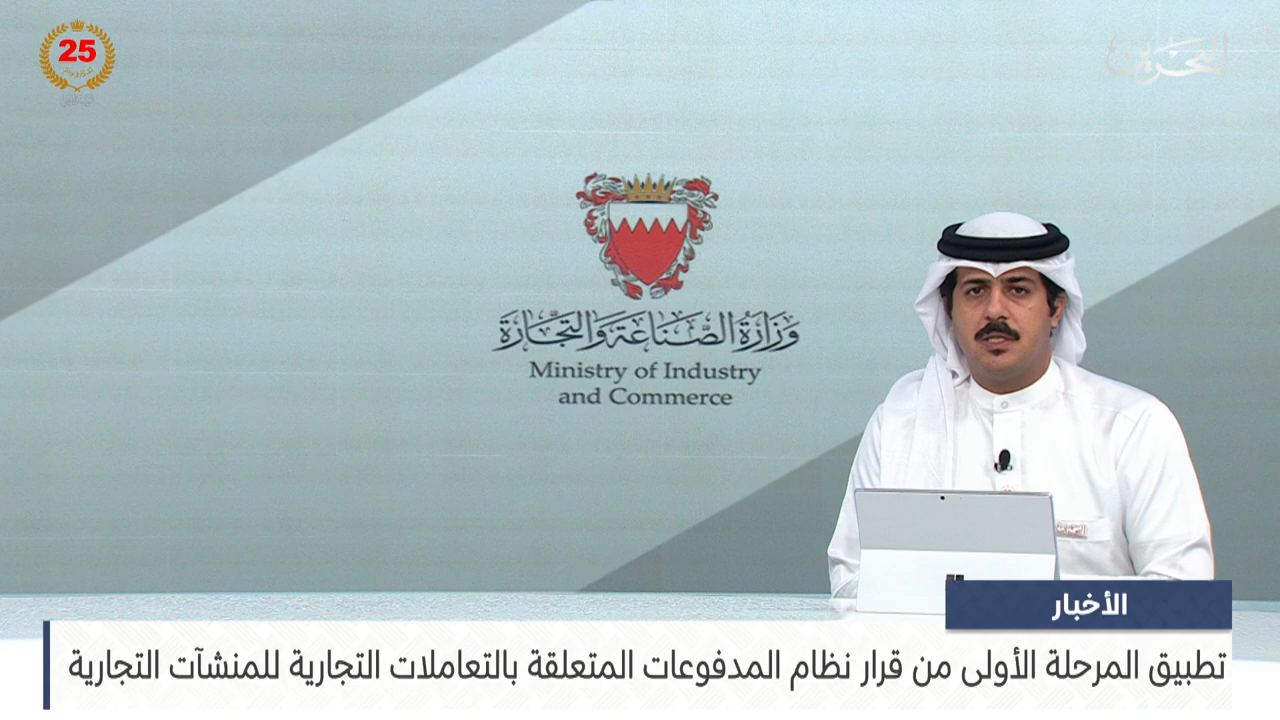 25
البحرين
وزارة الصناعة والتجارة
Ministry of Industry
and Commerce
الأخبار
تطبيق المرحلة الأولى من قرار نظام المدفوعات المتعلقة بالتعاملات التجارية للمنشآت التجارية